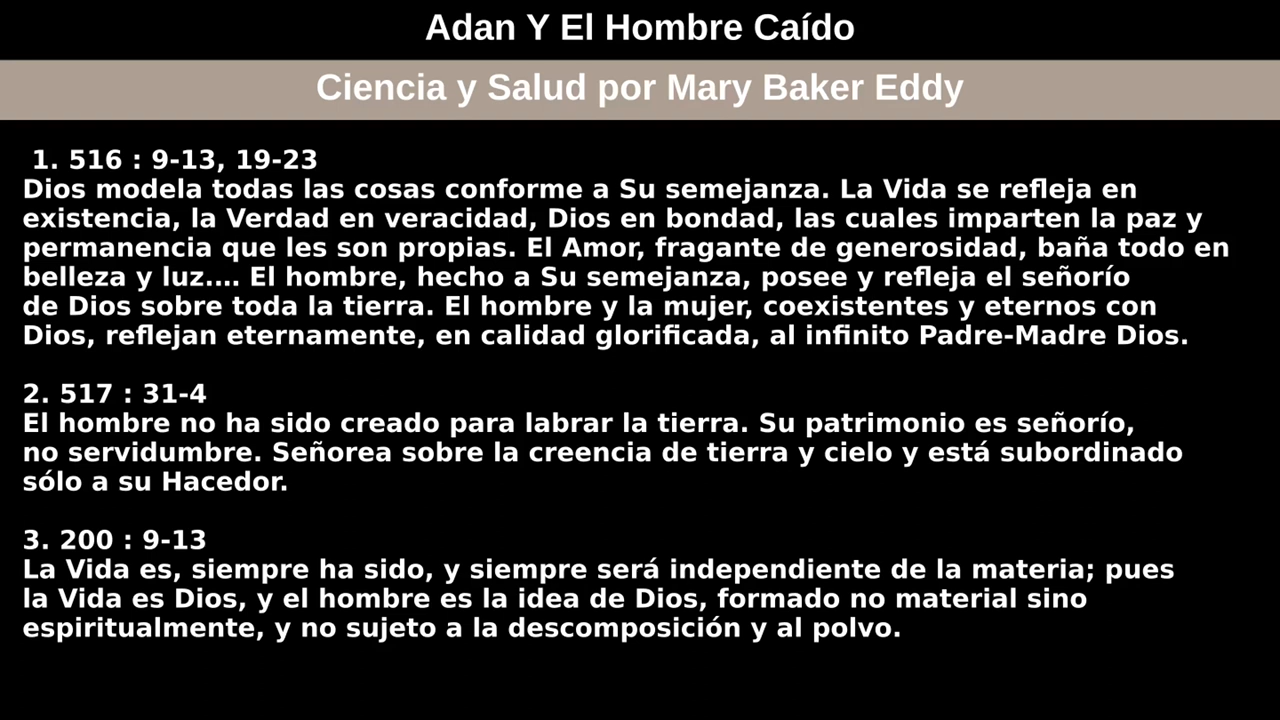 Adan Y El Hombre Caído
Ciencia y Salud por Mary Baker Eddy
1. 516 : 9-13, 19-23
Dios modela todas las cosas conforme a Su semejanza. La Vida se refleja en
existencia, la Verdad en veracidad, Dios en bondad, las cuales imparten la paz y
permanencia que les son propias. El Amor, fragante de generosidad, baña todo en
belleza y luz.... El hombre, hecho a Su semejanza, posee y refleja el señorío
de Dios sobre toda la tierra. El hombre y la mujer, coexistentes y eternos con
Dios, reflejan eternamente, en calidad glorificada, al infinito Padre-Madre Dios.
2. 517 : 31-4
El hombre no ha sido creado para labrar la tierra. Su patrimonio es señorío,
no servidumbre. Señorea sobre la creencia de tierra y cielo y está subordinado
sólo a su Hacedor.
3. 200 : 9-13
La Vida es, siempre ha sido, y siempre será independiente de la materia; pues
la Vida es Dios, y el hombre es la idea de Dios, formado no material sino
espiritualmente, y no sujeto a la descomposición y al polvo.